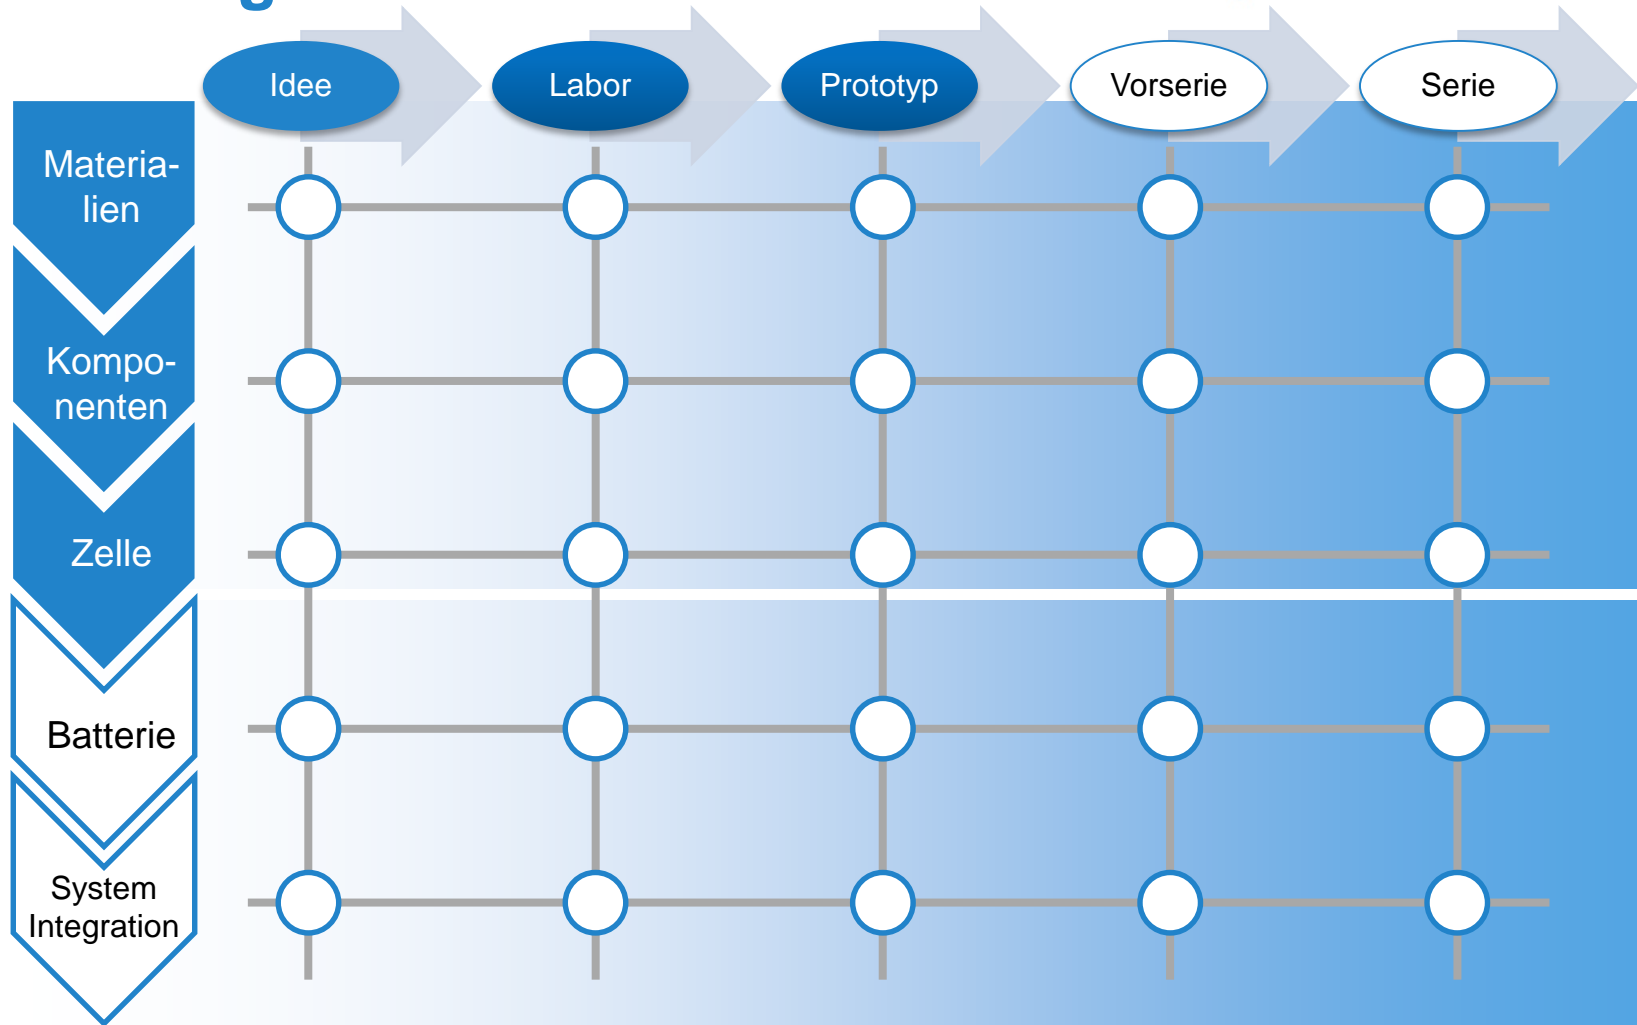 Idee
Labor
Prototyp
Vorserie
Serie
Materia-
lien
Kompo-
nenten
Zelle
Batterie
System
Integration